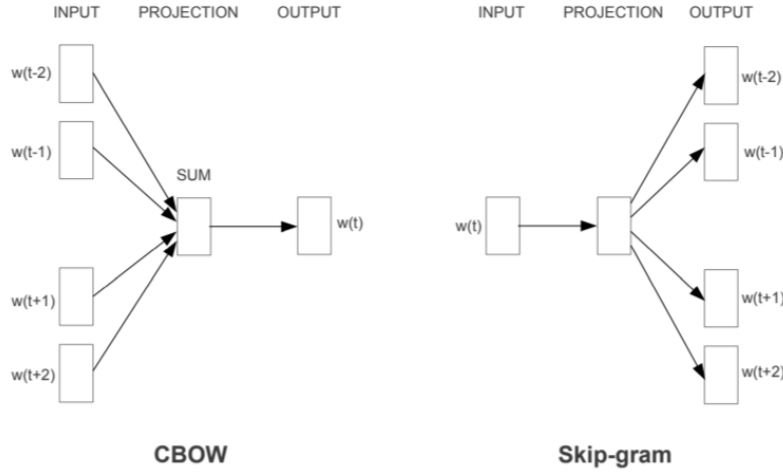 INPUT PROJECTION OUTPUT
w(t-2)
w(t-1)
SUM
w(t)
w(t+1)
w(t+2)
CBOW
INPUT PROJECTION OUTPUT
w(t-2)
w(t-1)
w(t)
w(t+1)
w(t+2)
Skip-gram